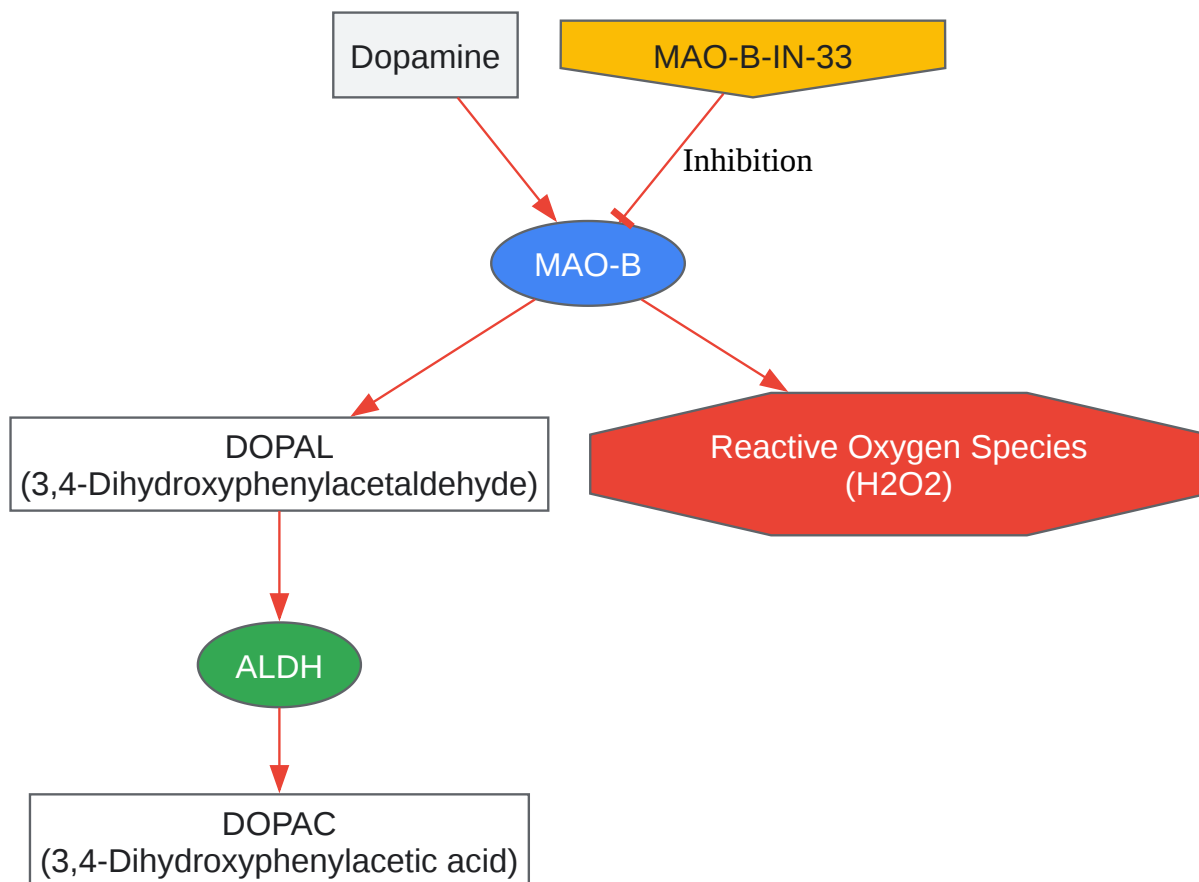 Dopamine
MAO-B-IN-33
Inhibition
MAO-B
DOPAL
(3,4-Dihydroxyphenylacetaldehyde)
Reactive Oxygen Species
(H2O2)
ALDH
DOPAC
(3,4-Dihydroxyphenylacetic acid)